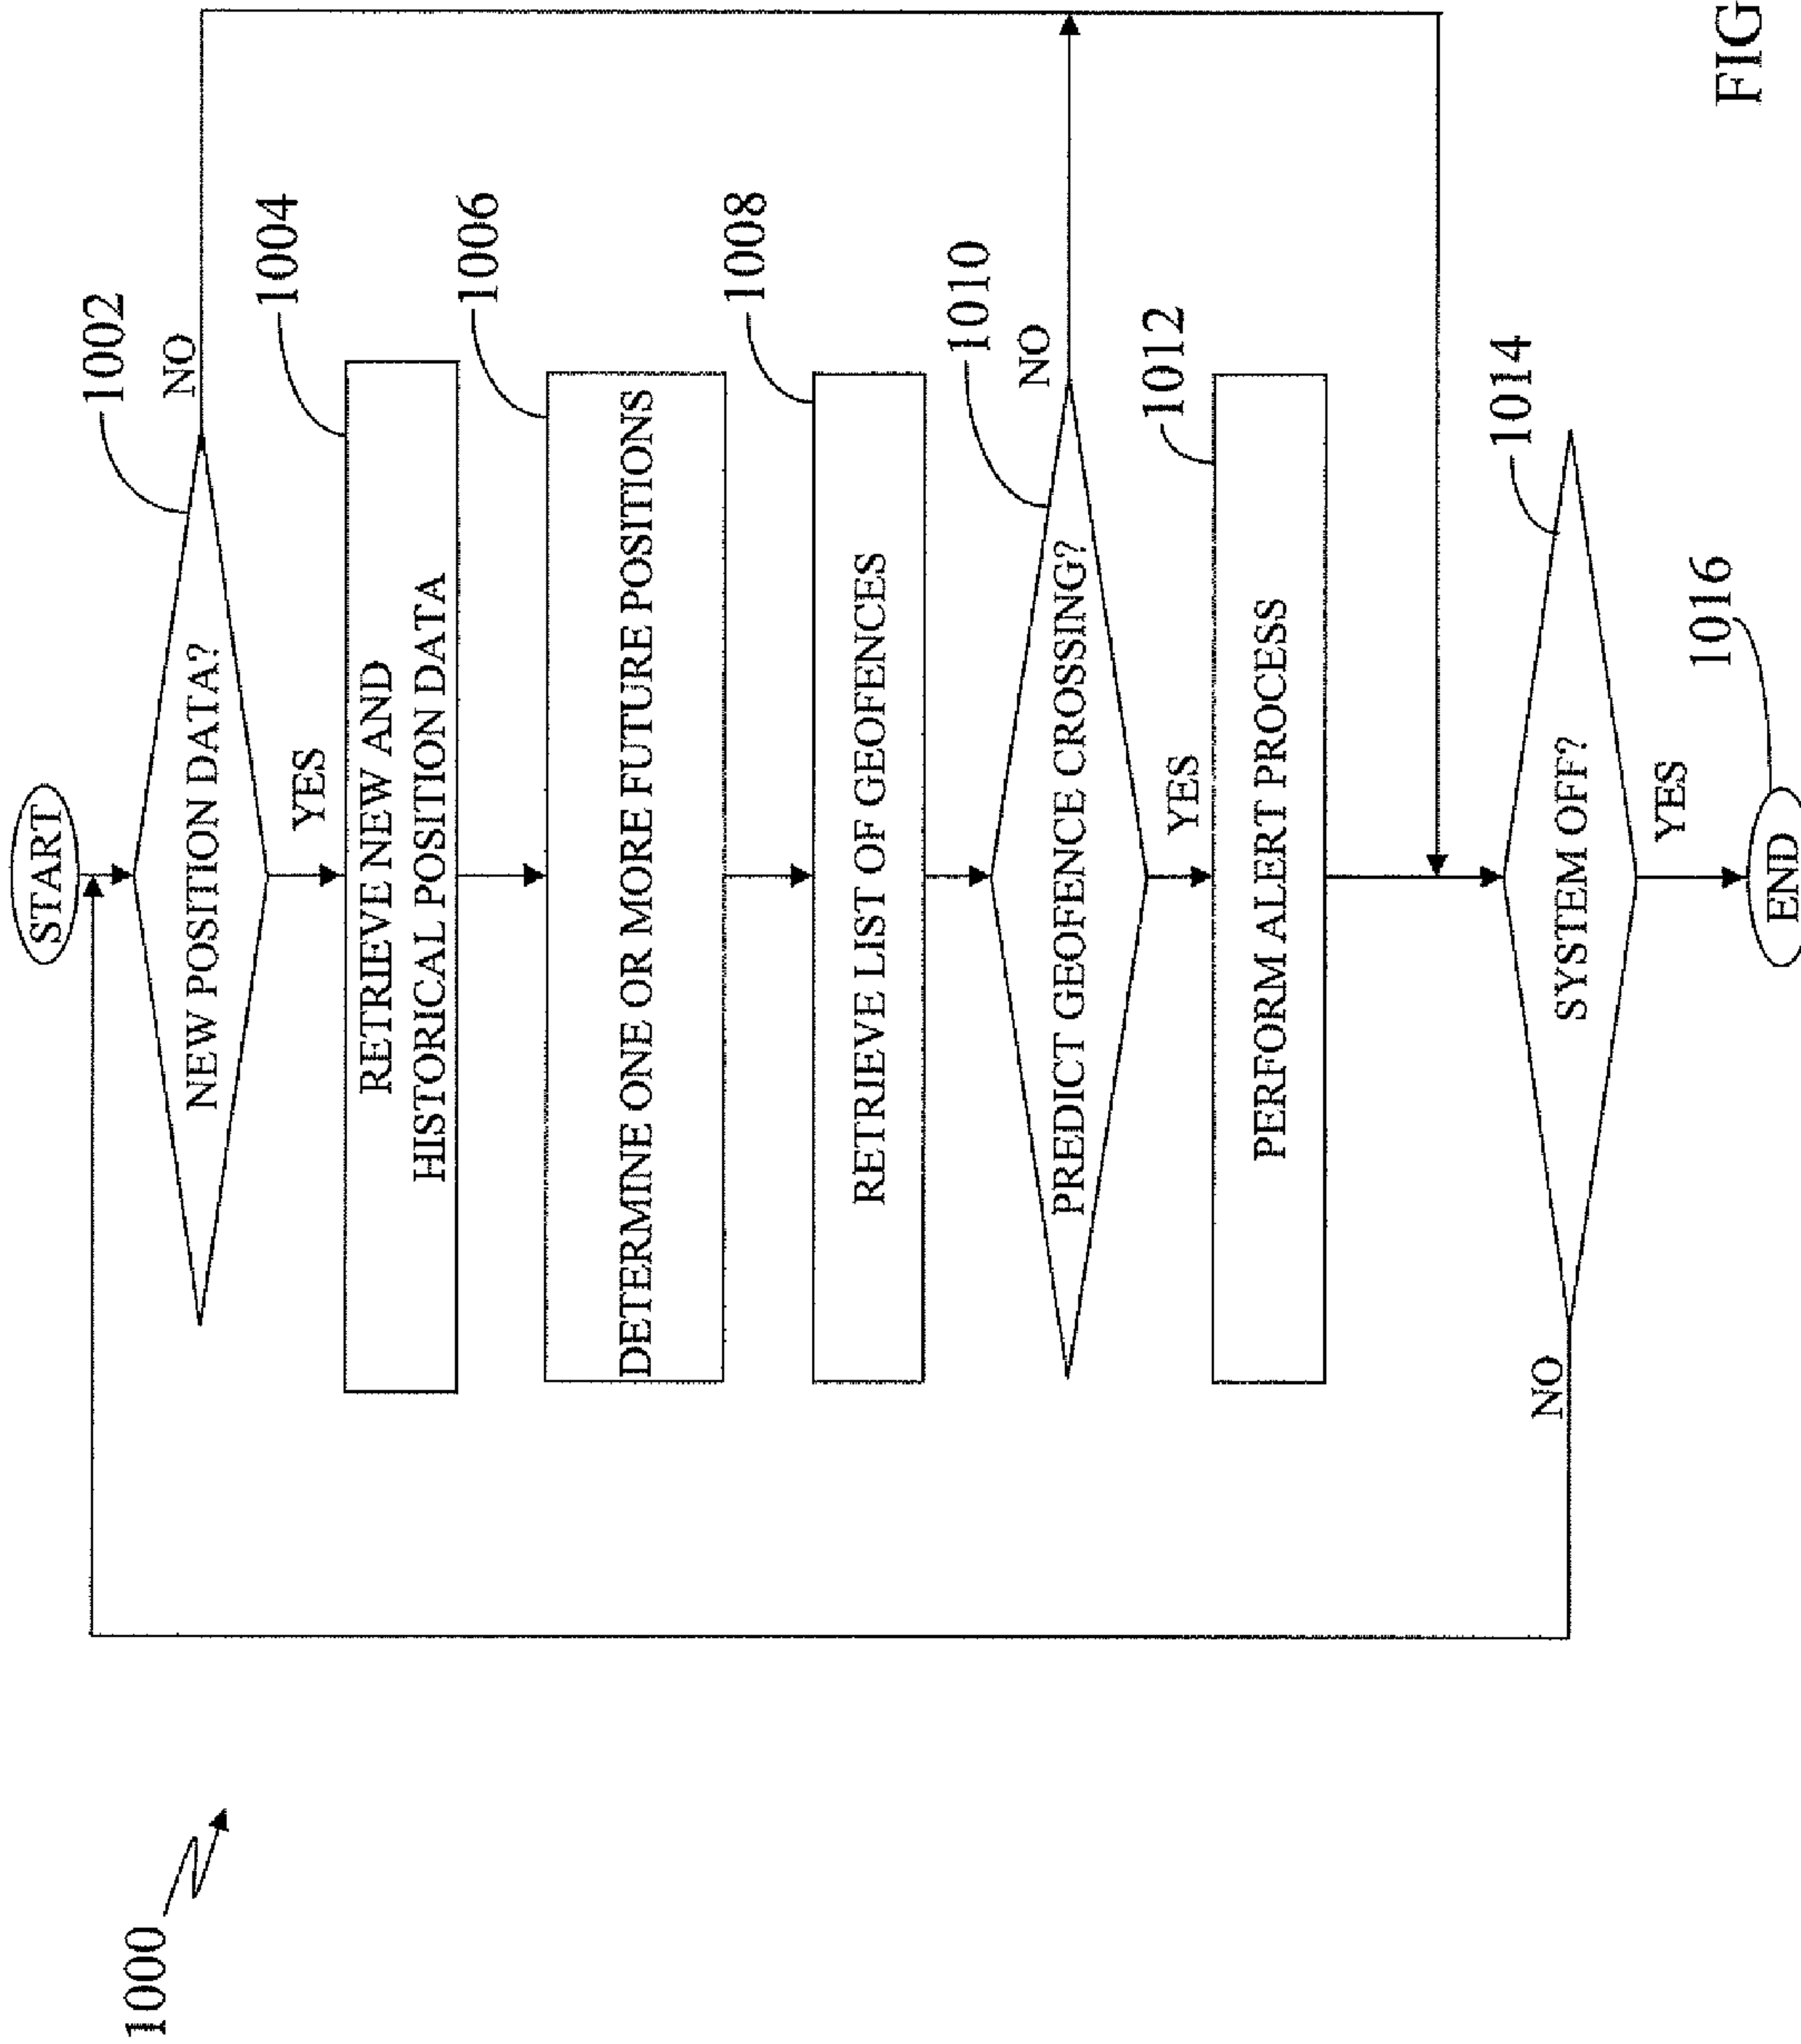 1000
START
NEW POSITION DATA?
1002
NO
YES
RETRIEVE NEW AND
HISTORICAL POSITION DATA
1004
DETERMINE ONE OR MORE FUTURE POSITIONS
1006
RETRIEVE LIST OF GEOFENCES
1008
PREDICT GEOFENCE CROSSING?
1010
NO
YES
PERFORM ALERT PROCESS
1012
SYSTEM OFF?
1014
NO
YES
END
1016
FIG